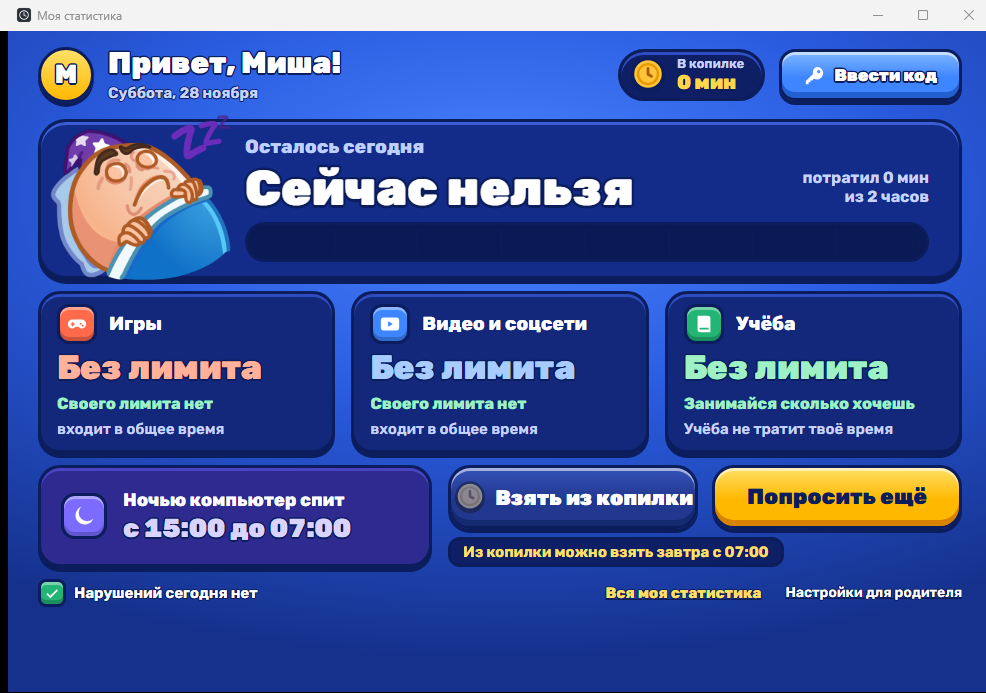 Моя статистика
М
Привет, Миша!
Суббота, 28 ноября
В копилке
0 мин
Ввести код
zzz
Осталось сегодня
Сейчас нельзя
потратил 0 мин
из 2 часов
Игры
Без лимита
Своего лимита нет
входит в общее время
Видео и соцсети
Без лимита
Своего лимита нет
входит в общее время
Учёба
Без лимита
Занимайся сколько хочешь
Учёба не тратит твоё время
Ночью компьютер спит
с 15:00 до 07:00
Взять из копилки
Попросить ещё
Из копилки можно взять завтра с 07:00
Нарушений сегодня нет
Вся моя статистика
Настройки для родителя